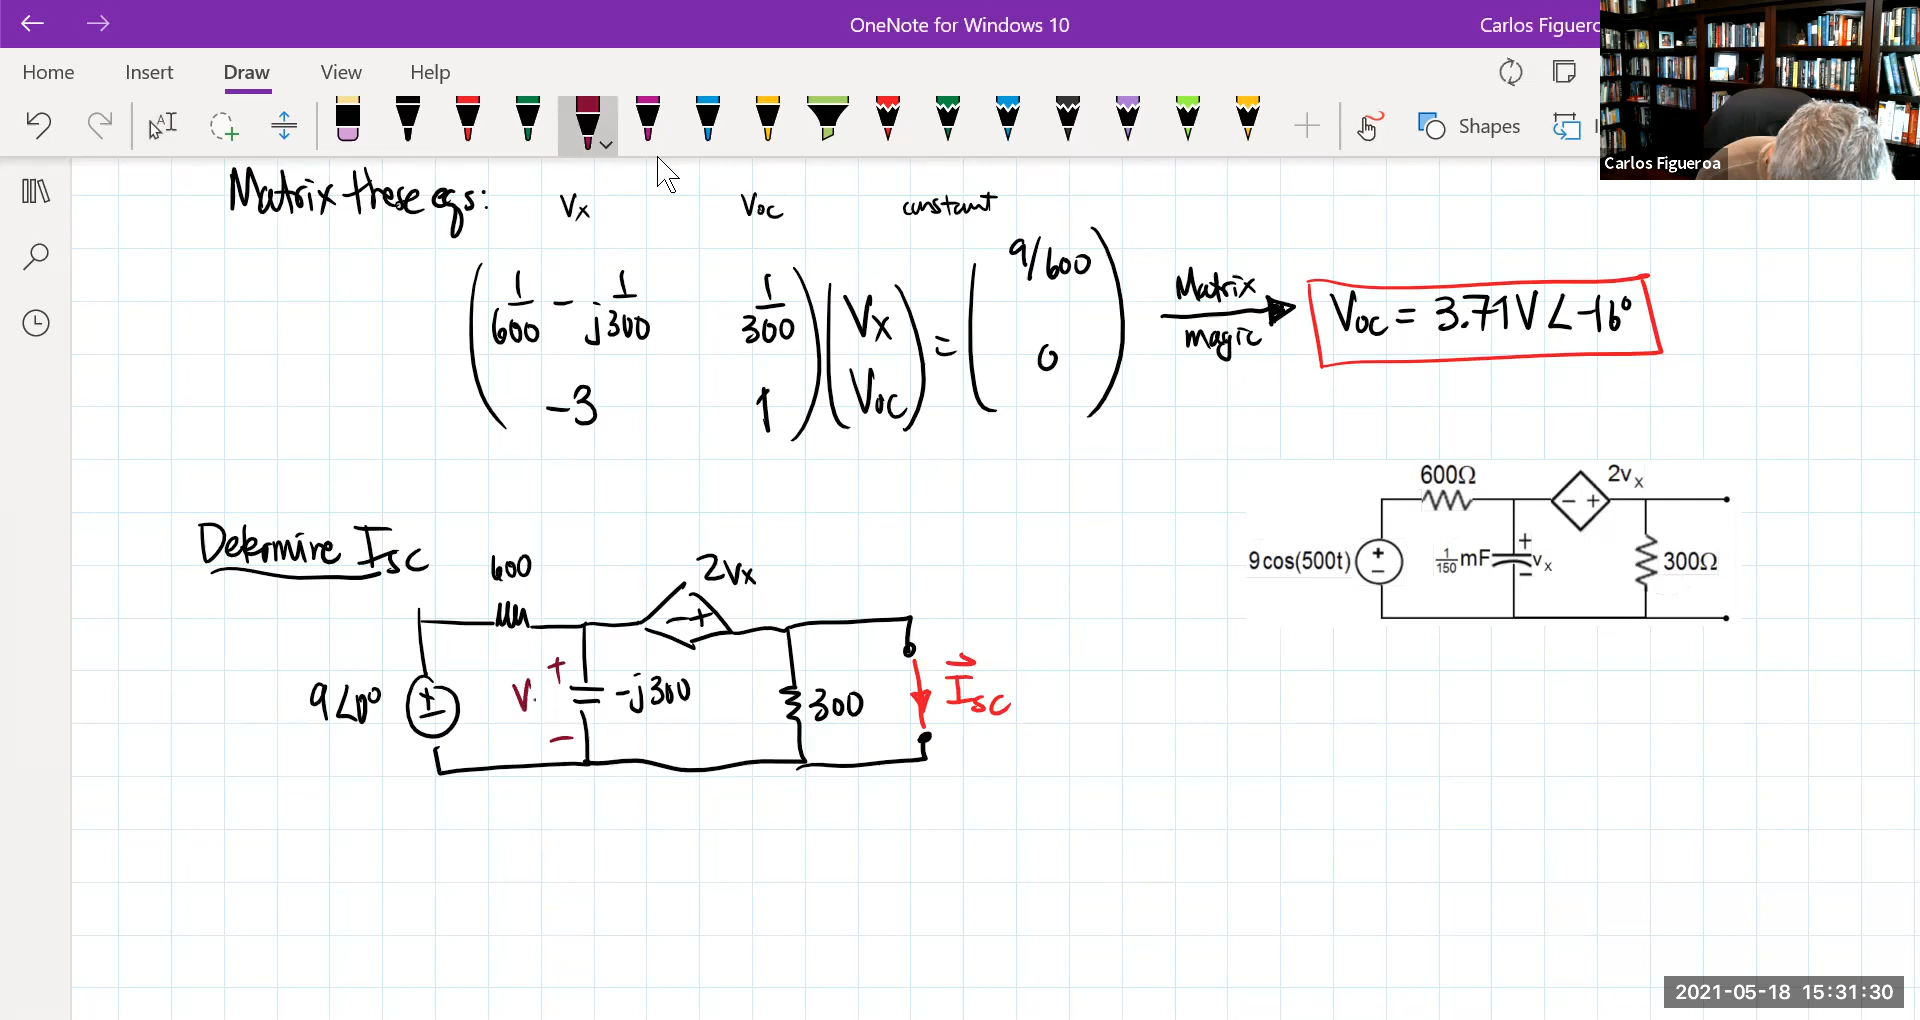 OneNote for Windows 10
Carlos Figuero
Home Insert Draw View Help
Shapes
Carlos Figueroa
Matrix these eqs: Vx Voc constant
1/600 - j 1/300 1/300 Vx = 9/600
-3 1 Voc 0
Matrix magic
Voc = 3.71V∠-16°
Determine Isc
600
2Vx
9∠0°
+
-
V.
+
-
-j300
- +
300
Isc
600Ω
2vx
- +
9cos(500t)
+
-
1/150 mF
+
vx
-
300Ω
2021-05-18 15:31:30